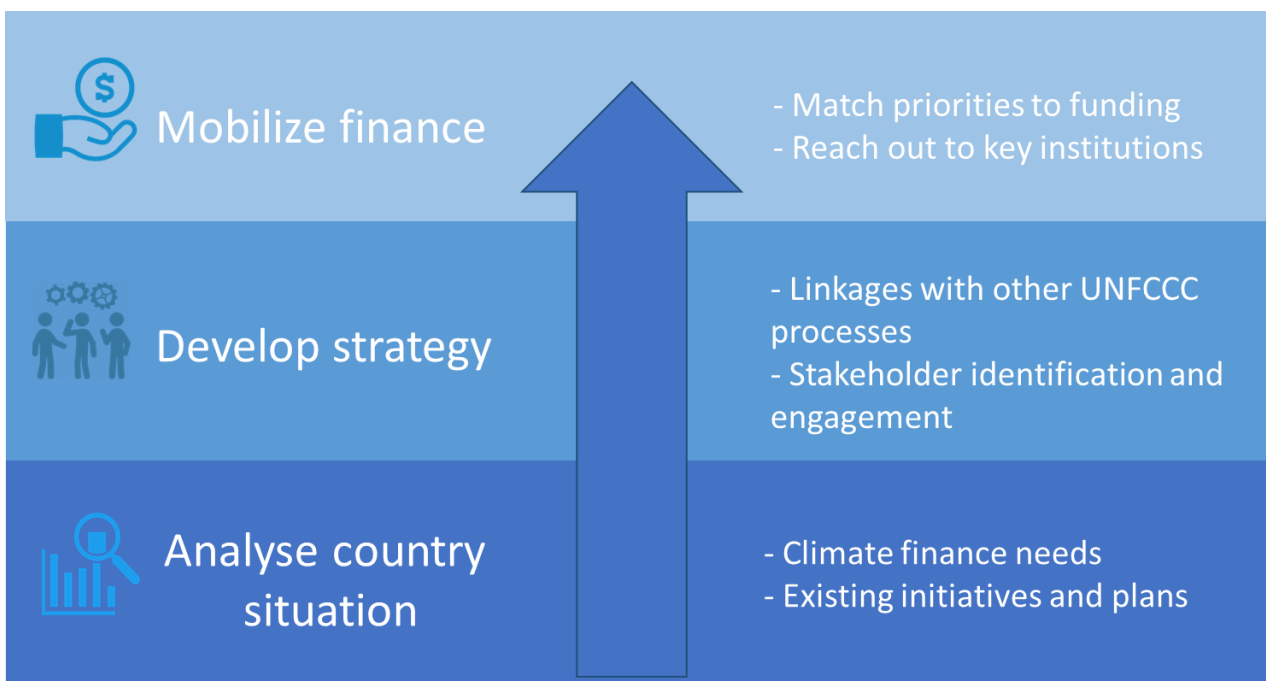 $
Mobilize finance
- Match priorities to funding
- Reach out to key institutions
Develop strategy
- Linkages with other UNFCCC
processes
- Stakeholder identification and
engagement
Analyse country
situation
- Climate finance needs
- Existing initiatives and plans